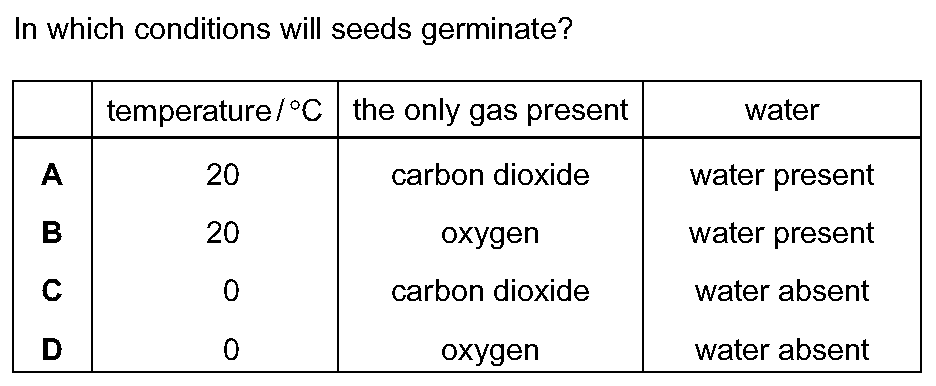 In which conditions will seeds germinate?
temperature / °C the only gas present water
A 20 carbon dioxide water present
B 20 oxygen water present
C 0 carbon dioxide water absent
D 0 oxygen water absent